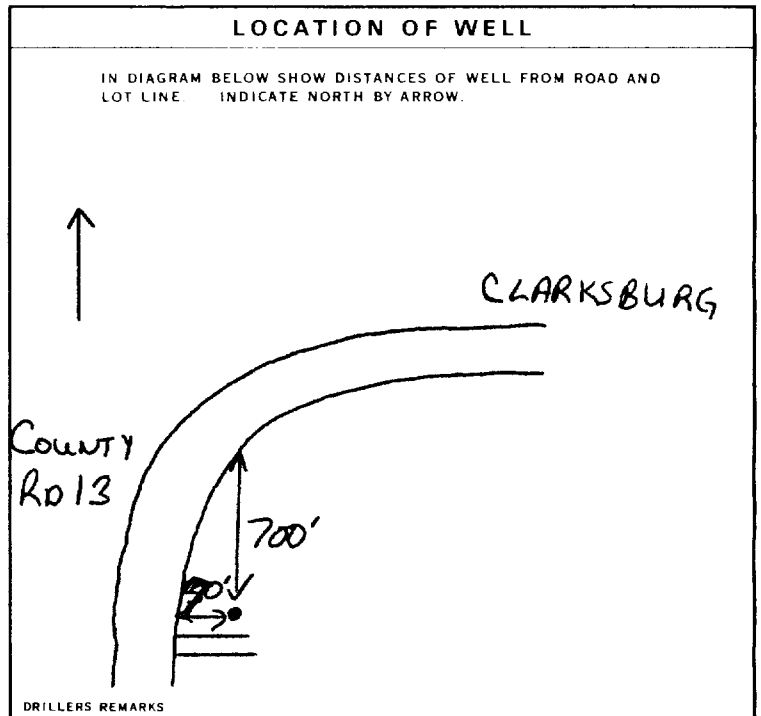 LOCATION OF WELL
IN DIAGRAM BELOW SHOW DISTANCES OF WELL FROM ROAD AND
LOT LINE. INDICATE NORTH BY ARROW.
CLARKSBURG
COUNTY
RD 13
700'
DRILLERS REMARKS